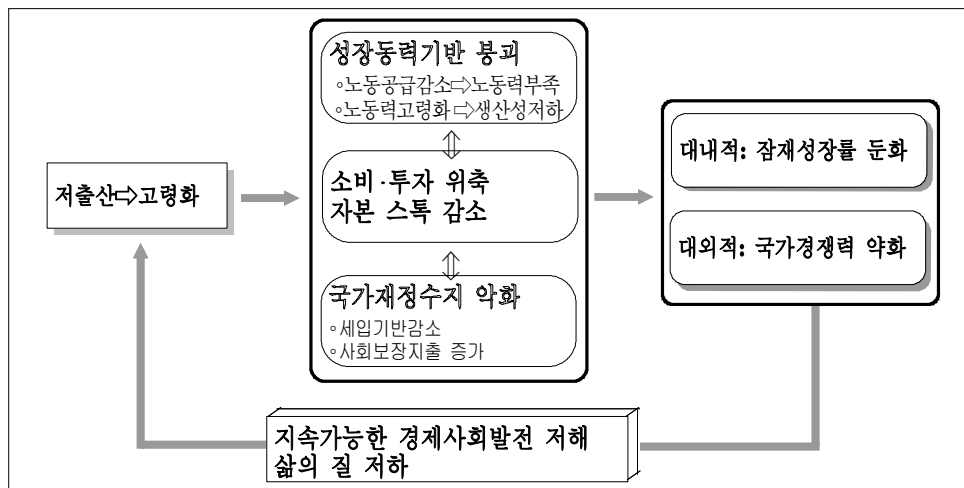 저출산⇨고령화
성장동력기반 붕괴
∘노동공급감소⇨노동력부족
∘노동력고령화⇨생산성저하
소비·투자 위축
자본 스톡 감소
국가재정수지 악화
∘세입기반감소
∘사회보장지출 증가
대내적: 잠재성장률 둔화
대외적: 국가경쟁력 약화
지속가능한 경제사회발전 저해
삶의 질 저하